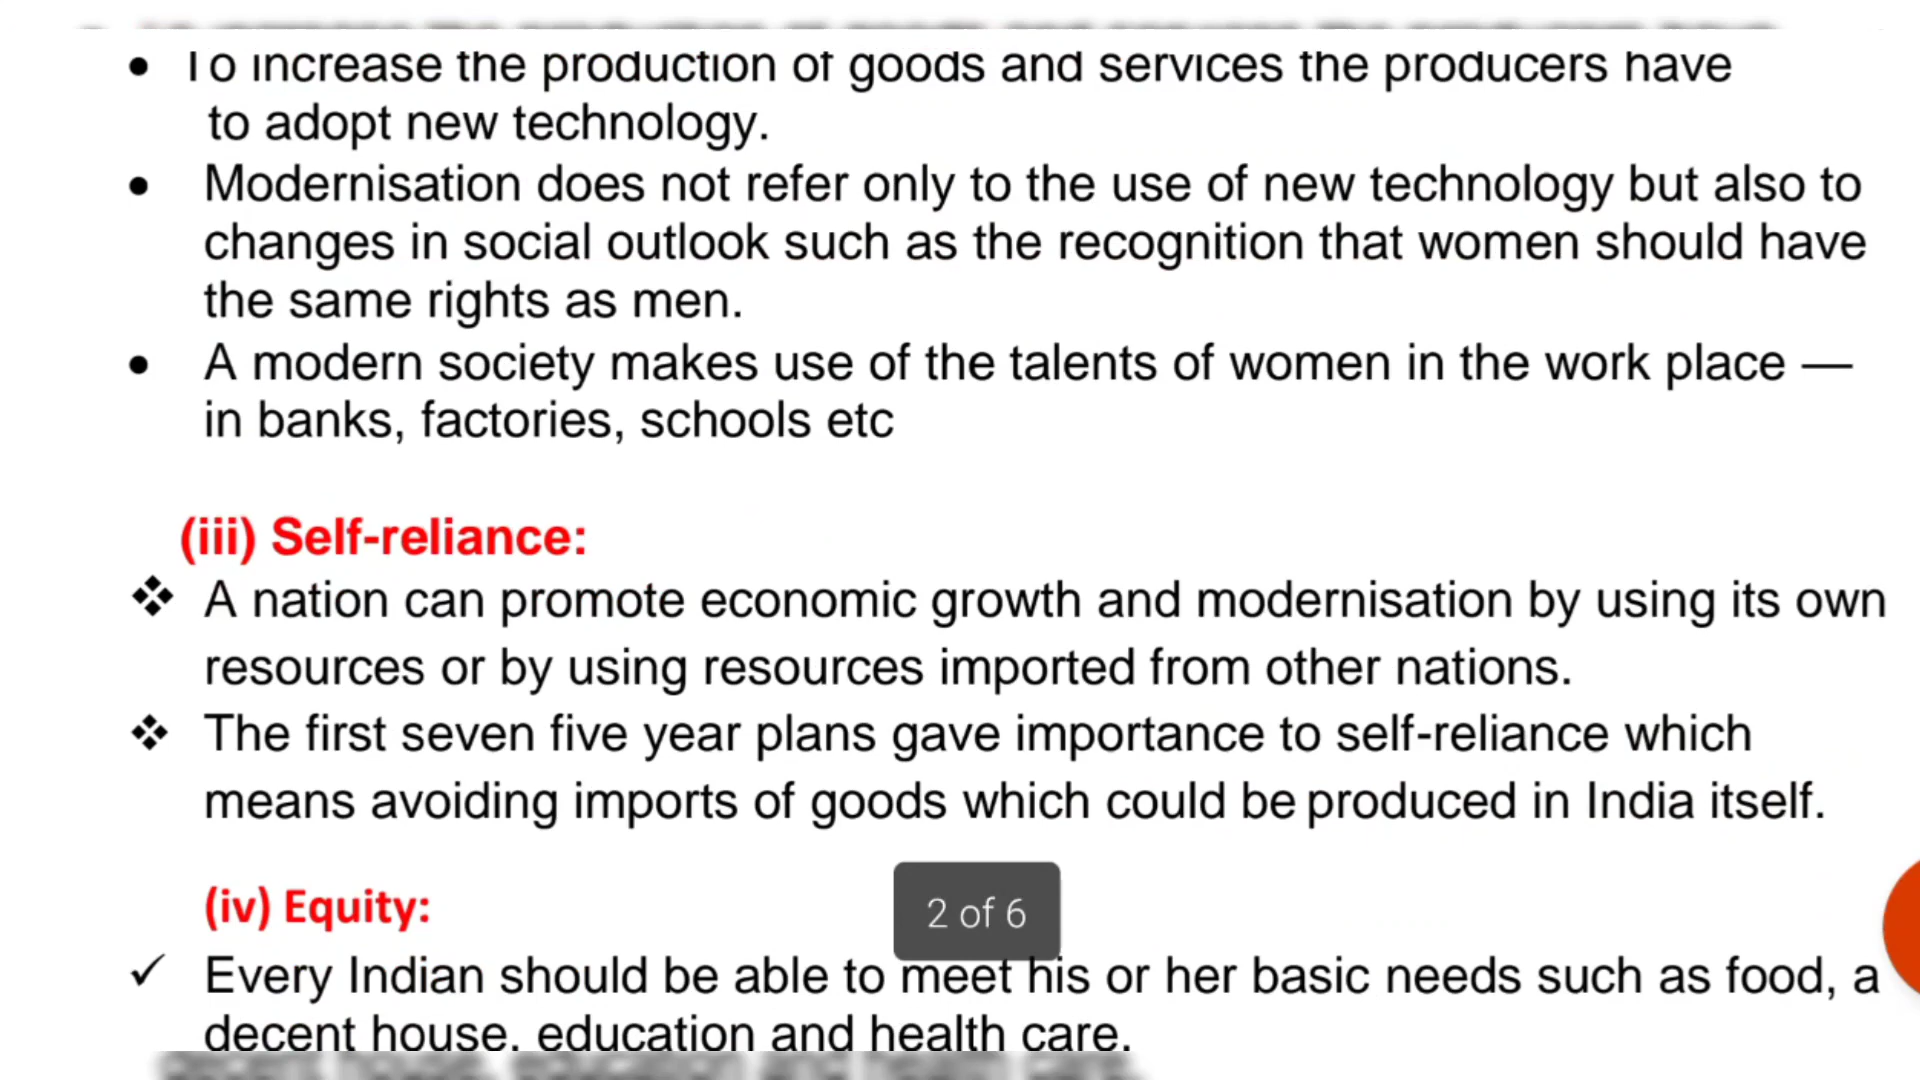 • To increase the production of goods and services the producers have
to adopt new technology.
• Modernisation does not refer only to the use of new technology but also to
changes in social outlook such as the recognition that women should have
the same rights as men.
• A modern society makes use of the talents of women in the work place —
in banks, factories, schools etc
(iii) Self-reliance:
❖ A nation can promote economic growth and modernisation by using its own
resources or by using resources imported from other nations.
❖ The first seven five year plans gave importance to self-reliance which
means avoiding imports of goods which could be produced in India itself.
(iv) Equity:
2 of 6
✓ Every Indian should be able to meet his or her basic needs such as food, a
decent house, education and health care.